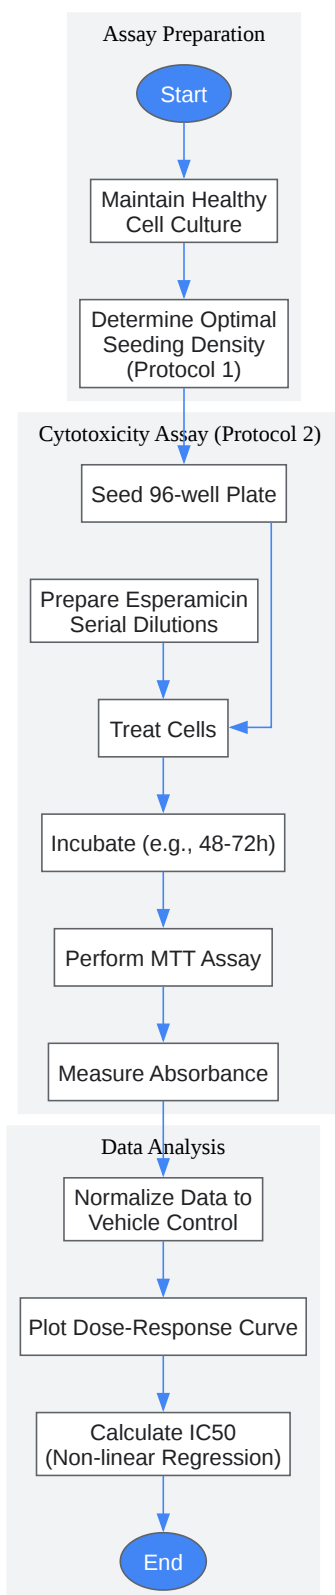 Assay Preparation
Start
Maintain Healthy
Cell Culture
Determine Optimal
Seeding Density
(Protocol 1)
Cytotoxicity Assay (Protocol 2)
Seed 96-well Plate
Prepare Esperamicin
Serial Dilutions
Treat Cells
Incubate (e.g., 48-72h)
Perform MTT Assay
Measure Absorbance
Data Analysis
Normalize Data to
Vehicle Control
Plot Dose-Response Curve
Calculate IC50
(Non-linear Regression)
End